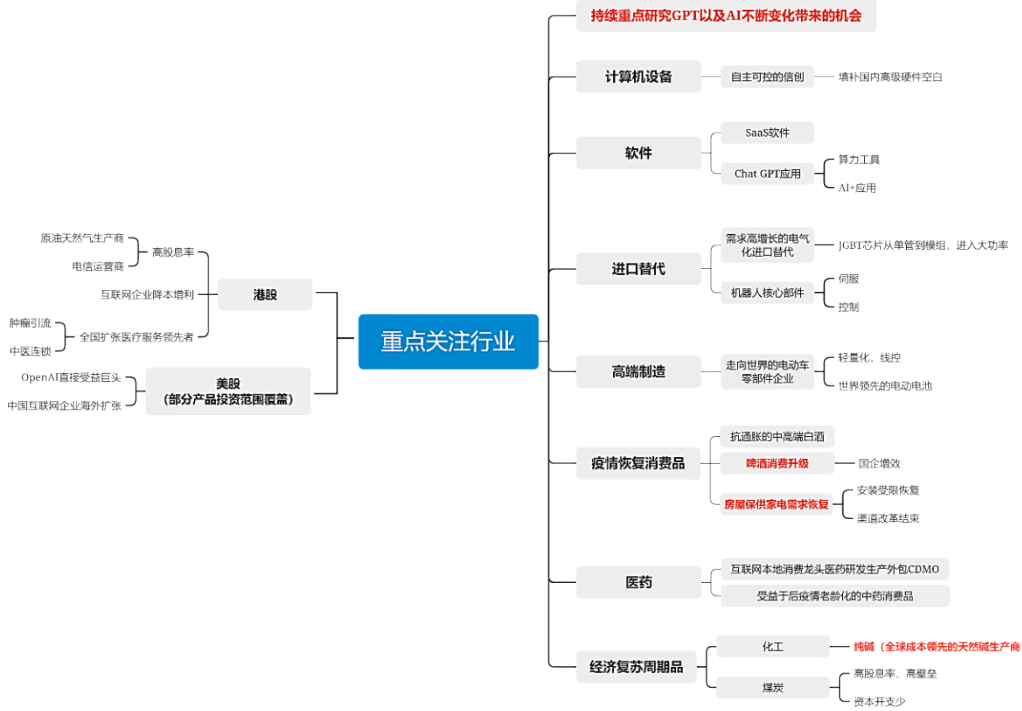 重点关注行业
持续重点研究GPT以及AI不断变化带来的机会
计算机设备
自主可控的信创
填补国内高级硬件空白
软件
SaaS软件
Chat GPT应用
算力工具
AI+应用
进口替代
需求高增长的电气
化进口替代
JGBT芯片从单管到模组，进入大功率
机器人核心部件
伺服
控制
高端制造
走向世界的电动车
零部件企业
轻量化，线控
世界领先的电动电池
疫情恢复消费品
抗通胀的中高端白酒
啤酒消费升级
国企增效
房屋保供家电需求恢复
安装受限恢复
渠道改革结束
医药
互联网本地消费龙头医药研发生产外包CDMO
受益于后疫情老龄化的中药消费品
经济复苏周期品
化工
纯碱（全球成本领先的天然碱生产商）
煤炭
高股息率、高壁垒
资本开支少
港股
高股息率
原油天然气生产商
电信运营商
互联网企业降本增利
全国扩张医疗服务领先者
肿瘤引流
中医连锁
美股
（部分产品投资范围覆盖）
OpenAI直接受益巨头
中国互联网企业海外扩张